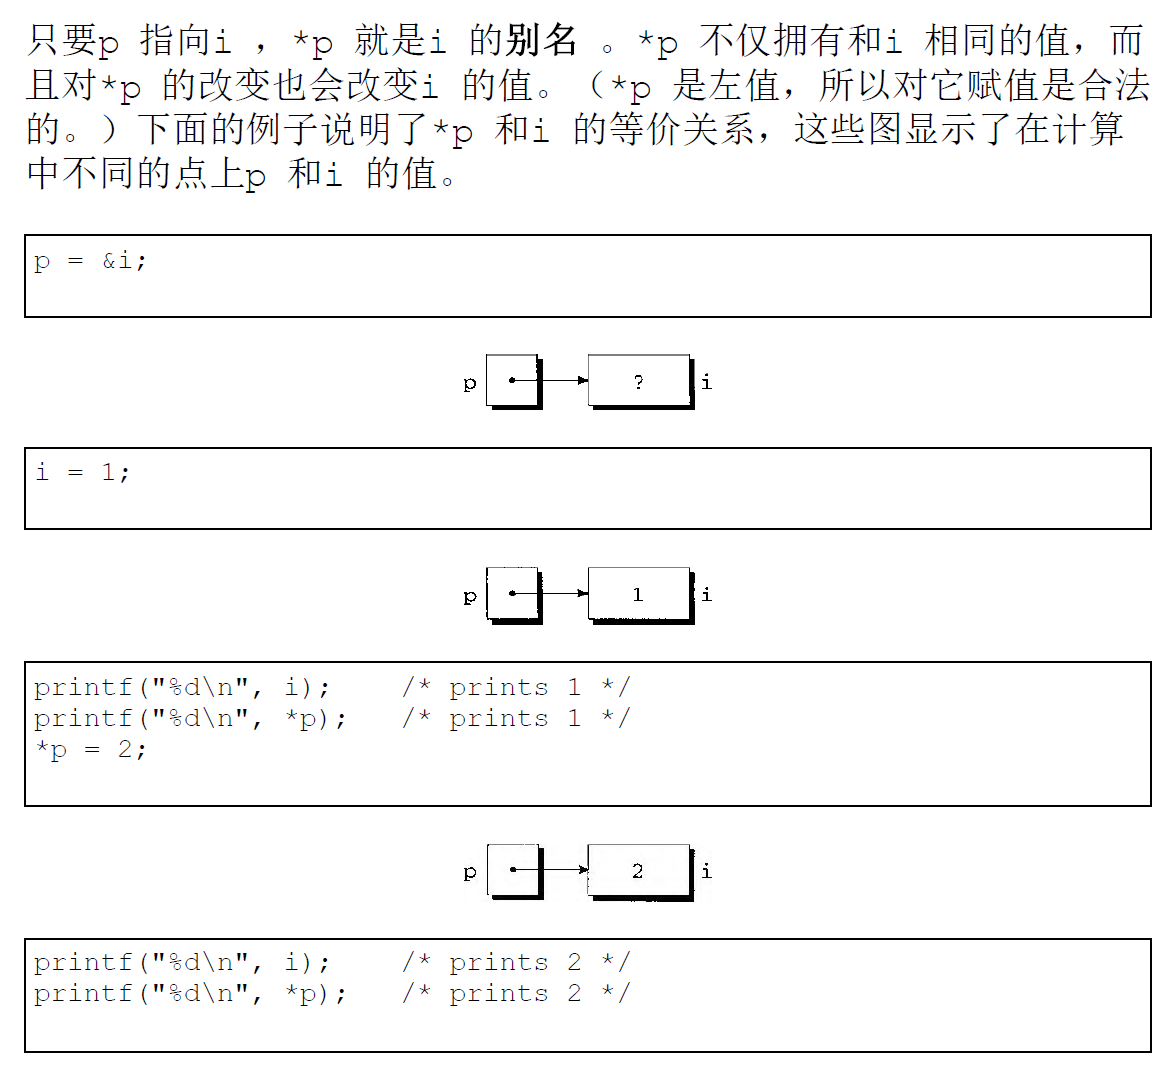 只要p 指向i ，*p 就是i 的别名 。*p 不仅拥有和i 相同的值，而
且对*p 的改变也会改变i 的值。（*p 是左值，所以对它赋值是合法
的。）下面的例子说明了*p 和i 的等价关系，这些图显示了在计算
中不同的点上p 和i 的值。
p = &i;
p ? i
i = 1;
p 1 i
printf("%d\n", i);    /* prints 1 */
printf("%d\n", *p);   /* prints 1 */
*p = 2;
p 2 i
printf("%d\n", i);    /* prints 2 */
printf("%d\n", *p);   /* prints 2 */